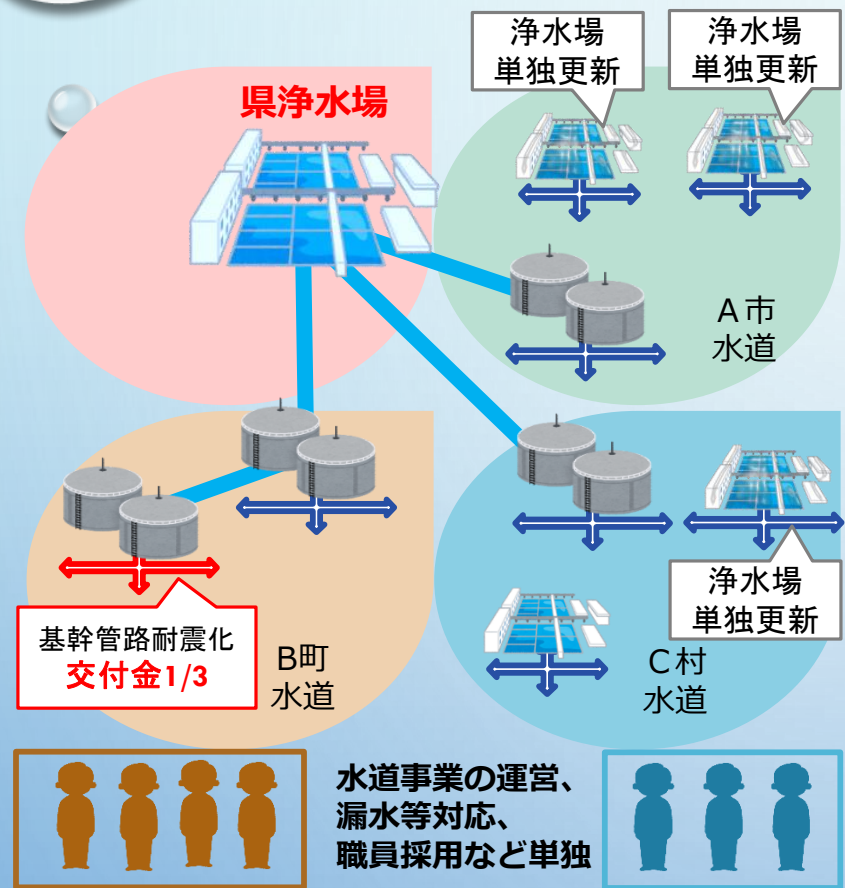 浄水場
単独更新
浄水場
単独更新
県浄水場
A市
水道
浄水場
単独更新
基幹管路耐震化
交付金1/3
B町
水道
C村
水道
水道事業の運営、
漏水等対応、
職員採用など単独